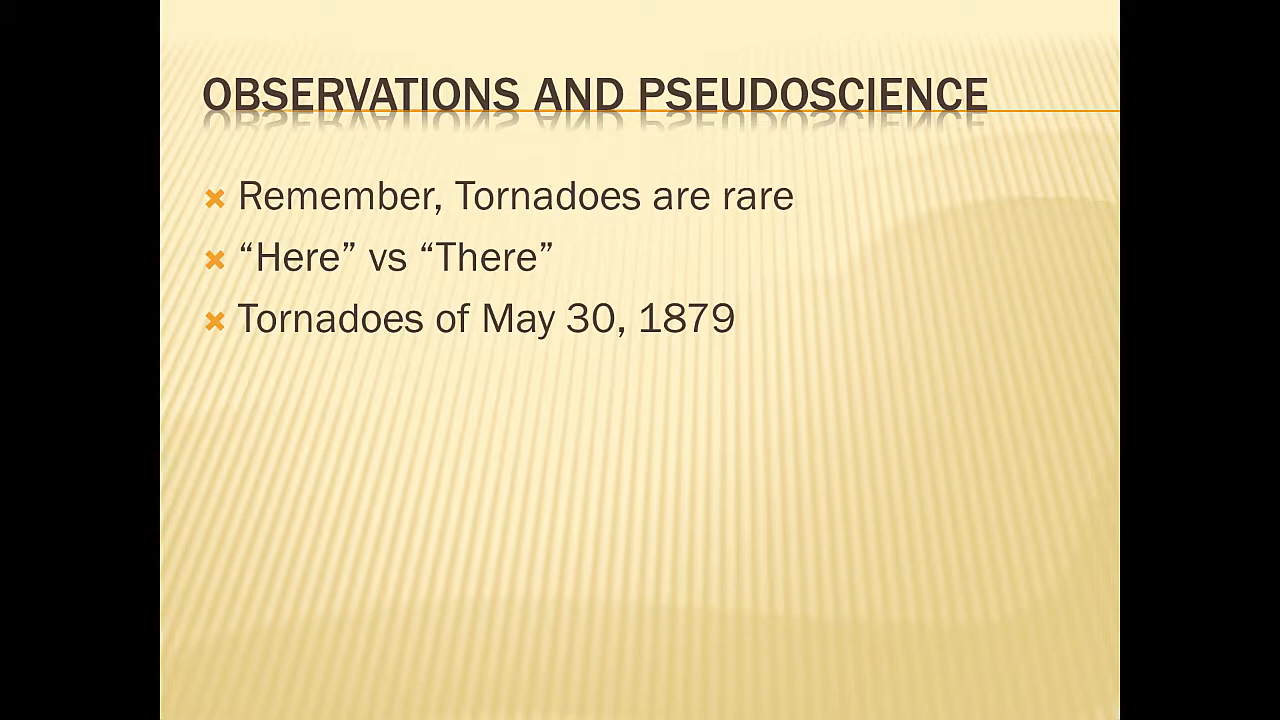 OBSERVATIONS AND PSEUDOSCIENCE
Remember, Tornadoes are rare
“Here” vs “There”
Tornadoes of May 30, 1879